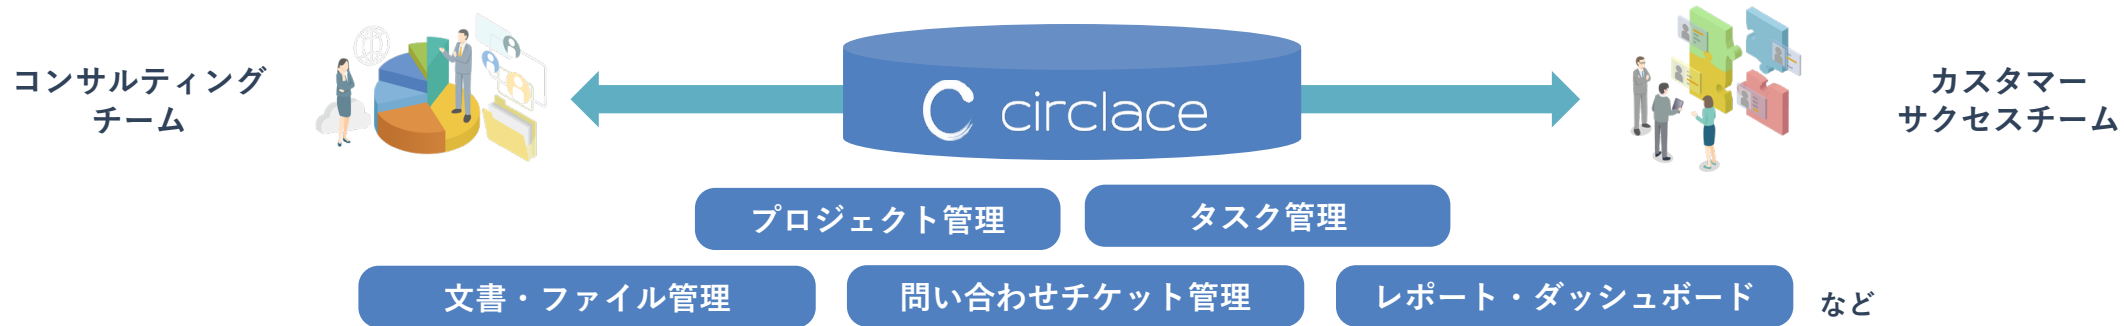 コンサルティング
チーム
circlace
カスタマー
サクセスチーム
プロジェクト管理
タスク管理
文書・ファイル管理
問い合わせチケット管理
レポート・ダッシュボード
など